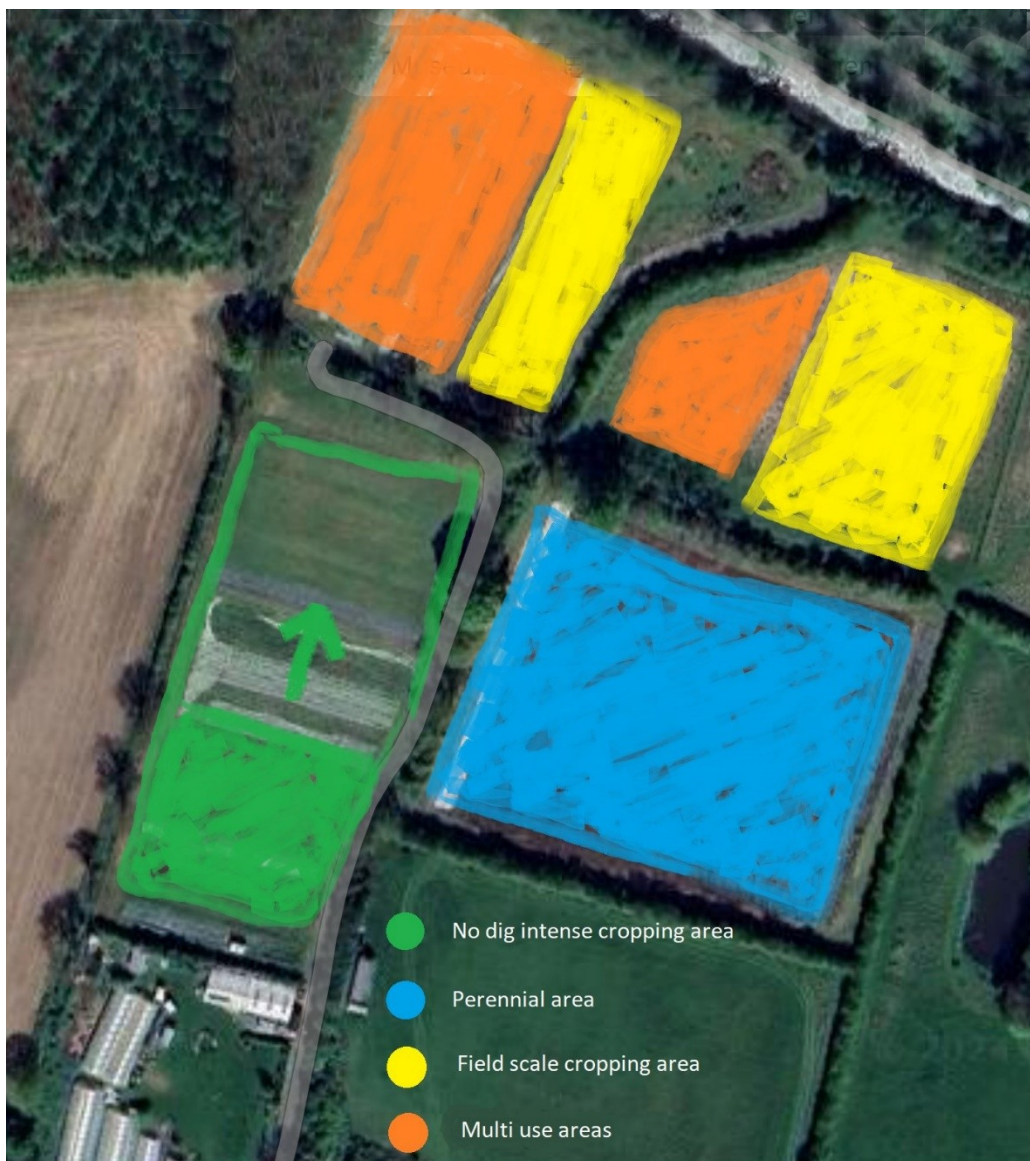 No dig intense cropping area
Perennial area
Field scale cropping area
Multi use areas